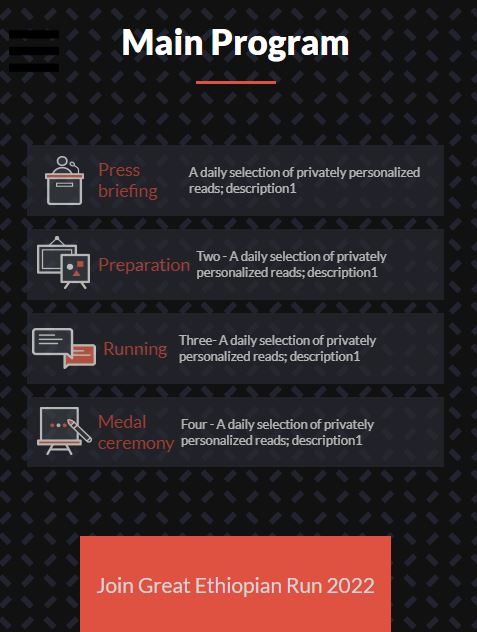 Main Program
Press
briefing
A daily selection of privately personalized
reads; description1
Preparation
Two - A daily selection of privately
personalized reads; description1
Running
Three- A daily selection of privately
personalized reads; description1
Medal
ceremony
Four - A daily selection of privately
personalized reads; description1
Join Great Ethiopian Run 2022